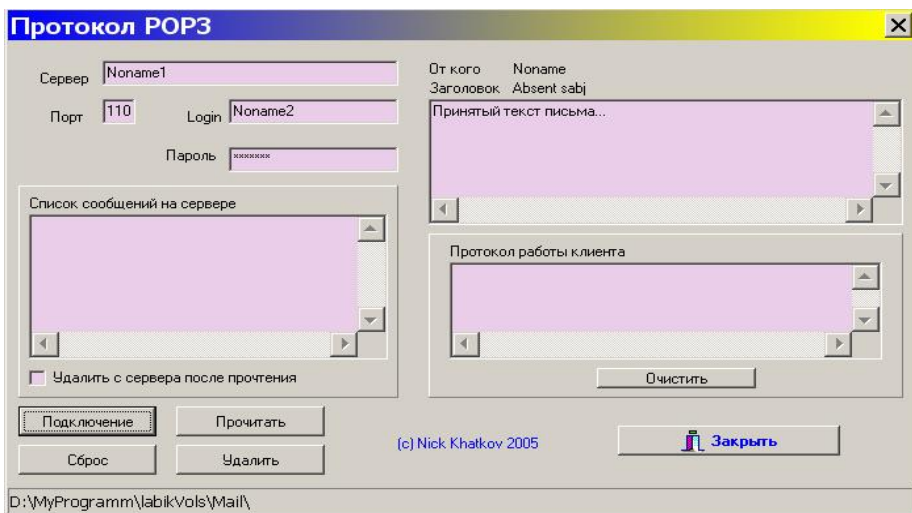 Протокол POP3
Сервер Noname1
Порт 110 Login Noname2
Пароль *******
Список сообщений на сервере
Удалить с сервера после прочтения
Подключение Прочитать
Сброс Удалить
От кого Noname
Заголовок Absent sabj
Принятый текст письма...
Протокол работы клиента
Очистить
(c) Nick Khatkov 2005
Закрыть
D:\MyProgramm\labikVols\Mail\